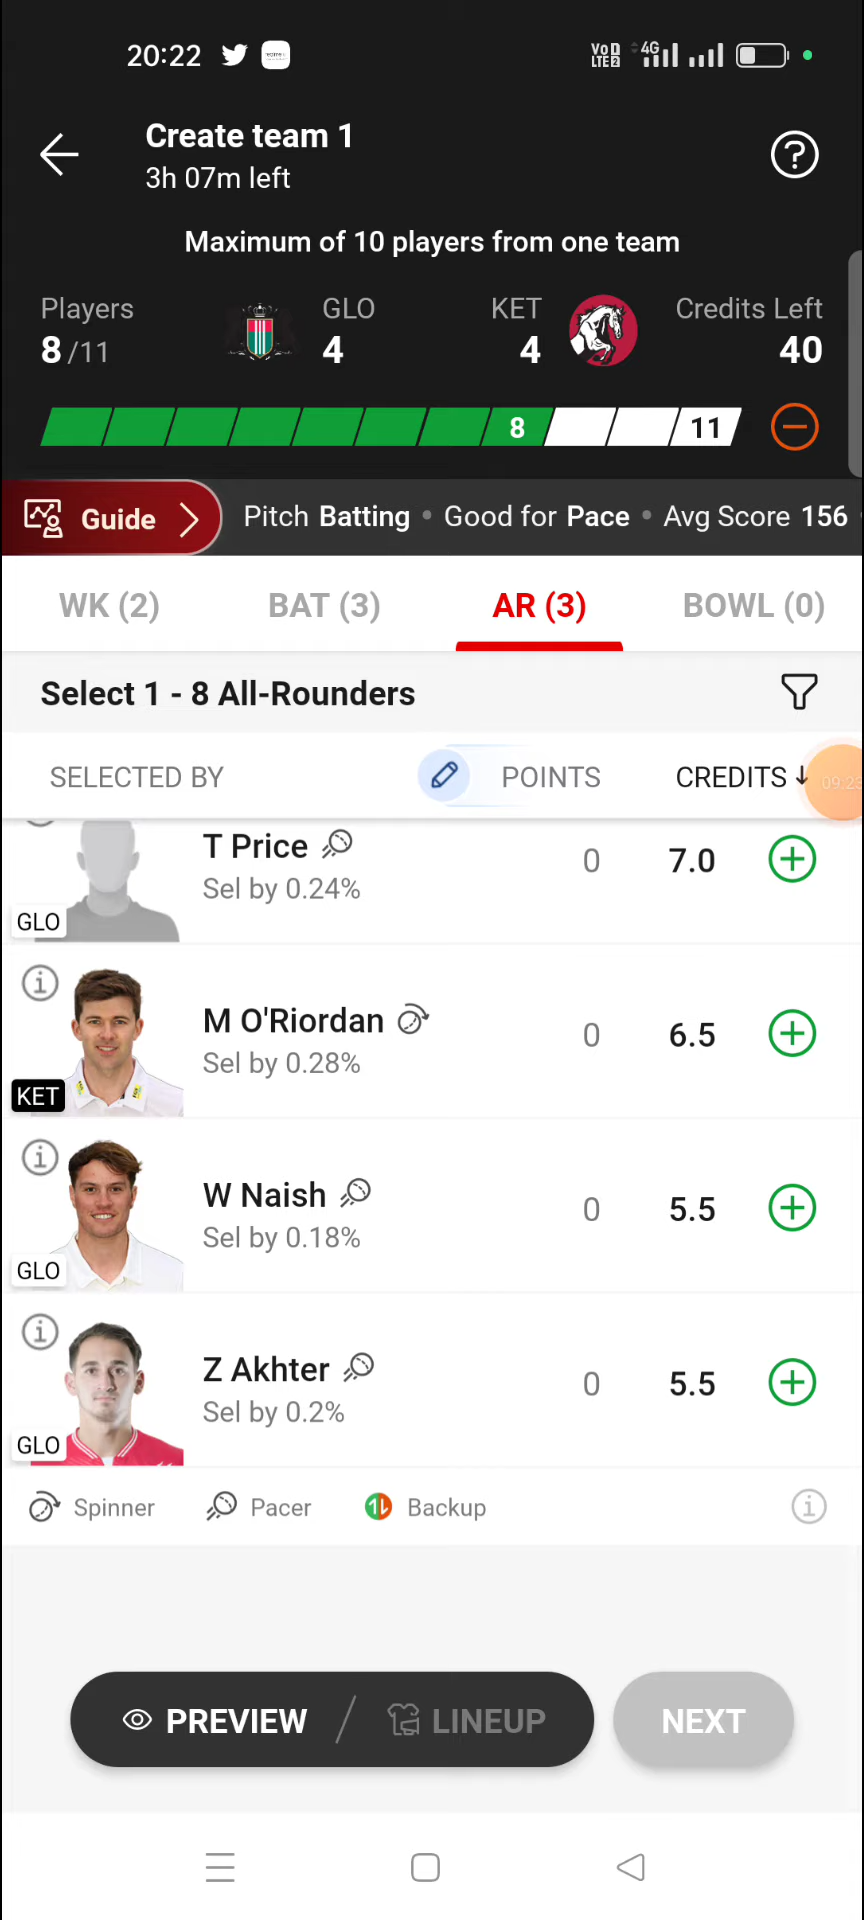 20:22
VoD LTE2 4G
Create team 1
3h 07m left
Maximum of 10 players from one team
Players GLO KET Credits Left
8/11 4 4 40
8 11
Guide Pitch Batting • Good for Pace • Avg Score 156
WK (2) BAT (3) AR (3) BOWL (0)
Select 1 - 8 All-Rounders
SELECTED BY POINTS CREDITS↓ 09:23
T Price 0 7.0
Sel by 0.24%
GLO
M O'Riordan 0 6.5
Sel by 0.28%
KET
W Naish 0 5.5
Sel by 0.18%
GLO
Z Akhter 0 5.5
Sel by 0.2%
GLO
Spinner Pacer Backup
PREVIEW / LINEUP NEXT